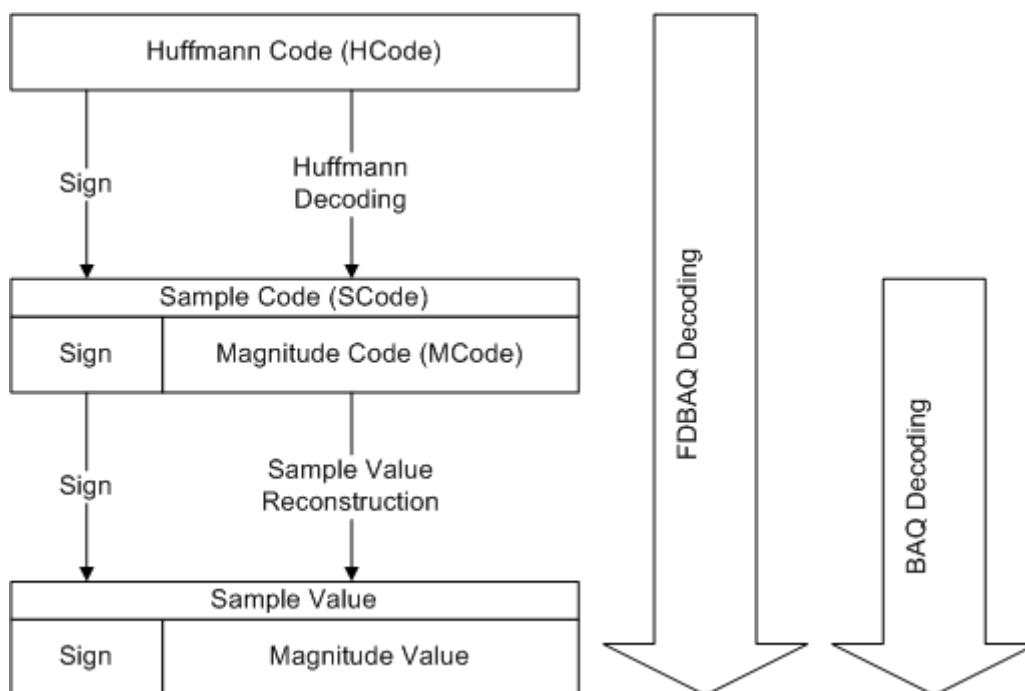 Huffmann Code (HCode)
Sign
Huffmann
Decoding
Sample Code (SCode)
Sign
Magnitude Code (MCode)
Sign
Sample Value
Reconstruction
Sample Value
Sign
Magnitude Value
FDBAQ Decoding
BAQ Decoding